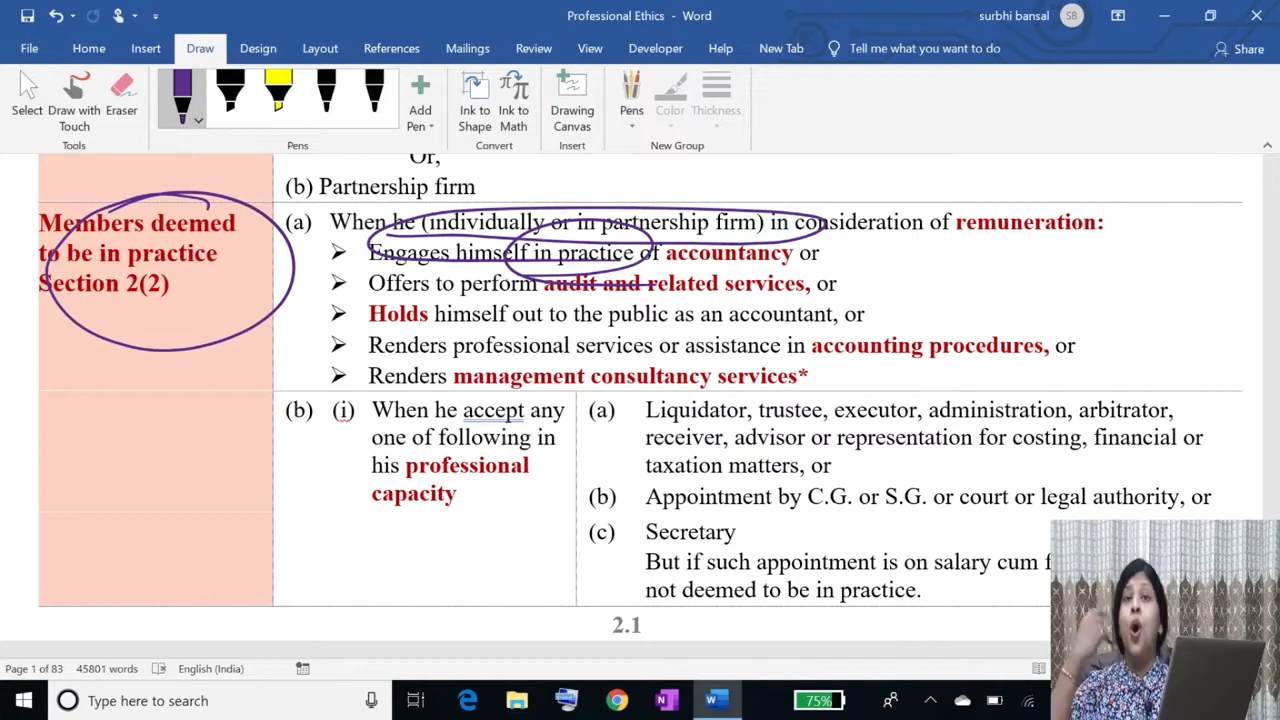 Professional Ethics - Word
surbhi bansal
SB
File
Home
Insert
Draw
Design
Layout
References
Mailings
Review
View
Developer
Help
New Tab
Tell me what you want to do
Share
Select
Draw with
Touch
Eraser
Add
Pen
Ink to
Shape
Ink to
Math
Drawing
Canvas
Pens
Color
Thickness
Tools
Pens
Convert
Insert
New Group
Or,
(b) Partnership firm
Members deemed
to be in practice
Section 2(2)
(a) When he (individually or in partnership firm) in consideration of remuneration:
Engages himself in practice of accountancy or
Offers to perform audit and related services, or
Holds himself out to the public as an accountant, or
Renders professional services or assistance in accounting procedures, or
Renders management consultancy services*
(b) (i) When he accept any
one of following in
his professional
capacity
(a) Liquidator, trustee, executor, administration, arbitrator,
receiver, advisor or representation for costing, financial or
taxation matters, or
(b) Appointment by C.G. or S.G. or court or legal authority, or
(c) Secretary
But if such appointment is on salary cum
not deemed to be in practice.
2.1
Page 1 of 83
45801 words
English (India)
Type here to search
75%